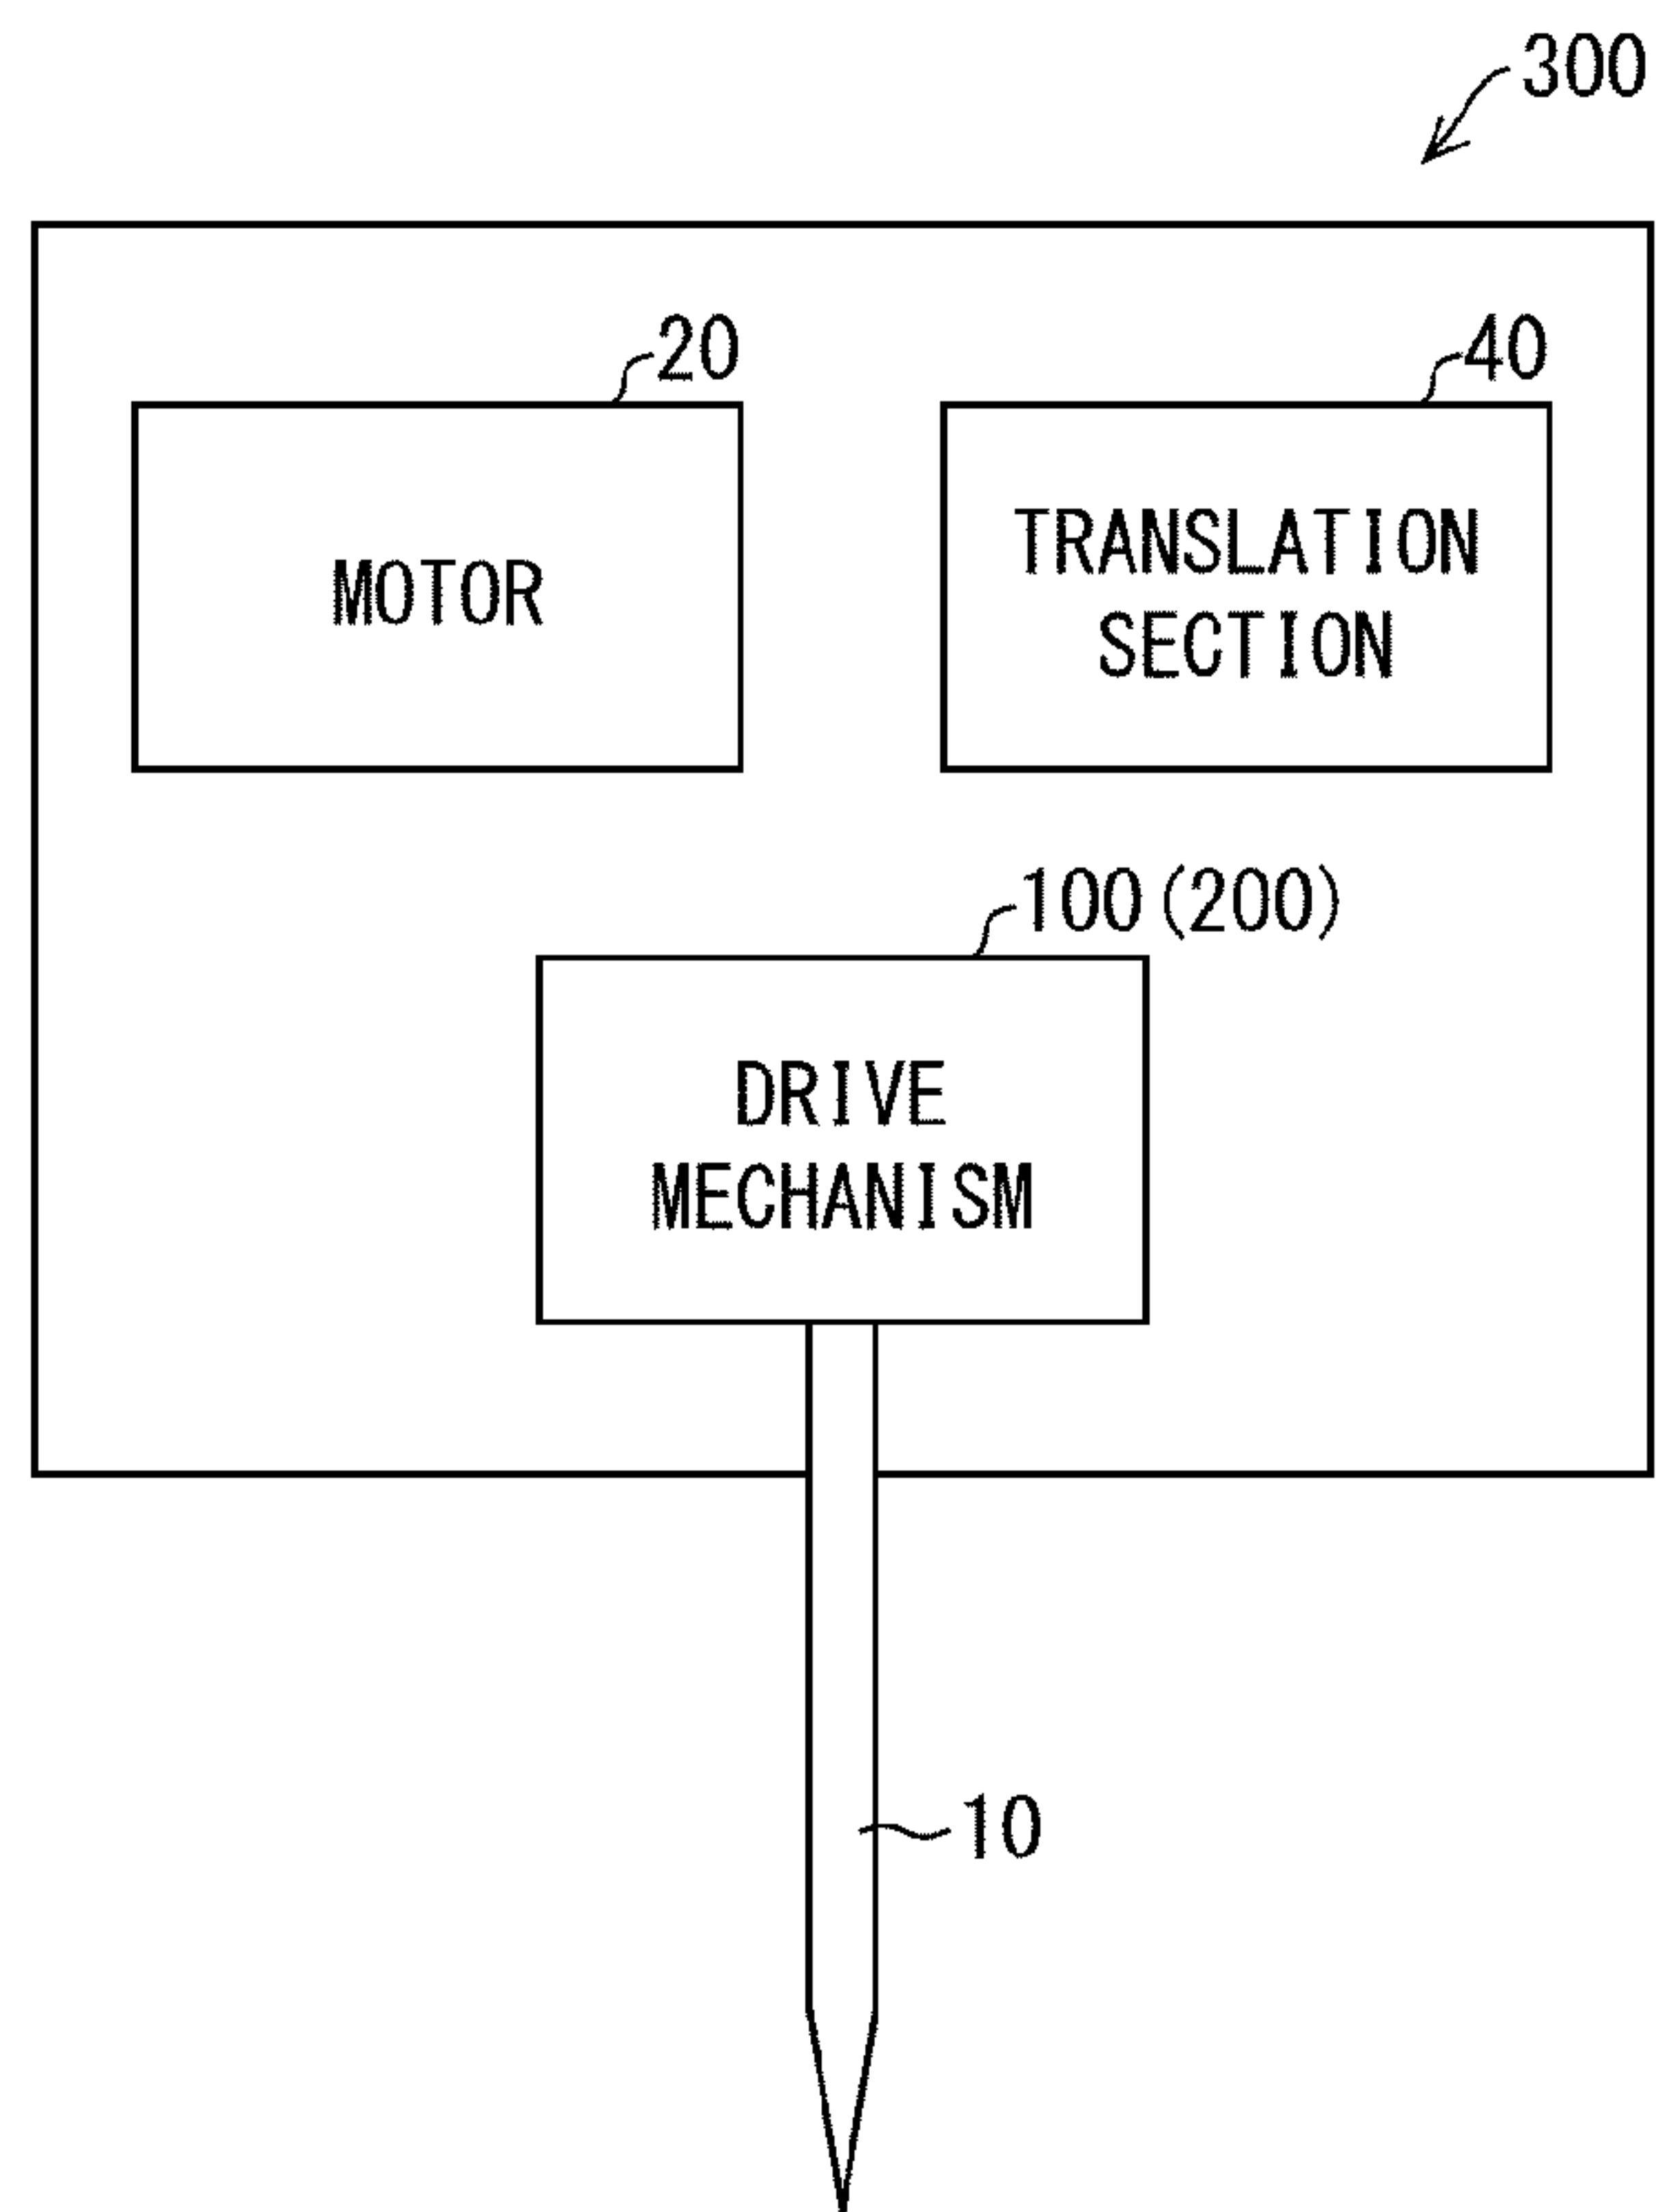 300
20
40
MOTOR
TRANSLATION
SECTION
100 (200)
DRIVE
MECHANISM
10